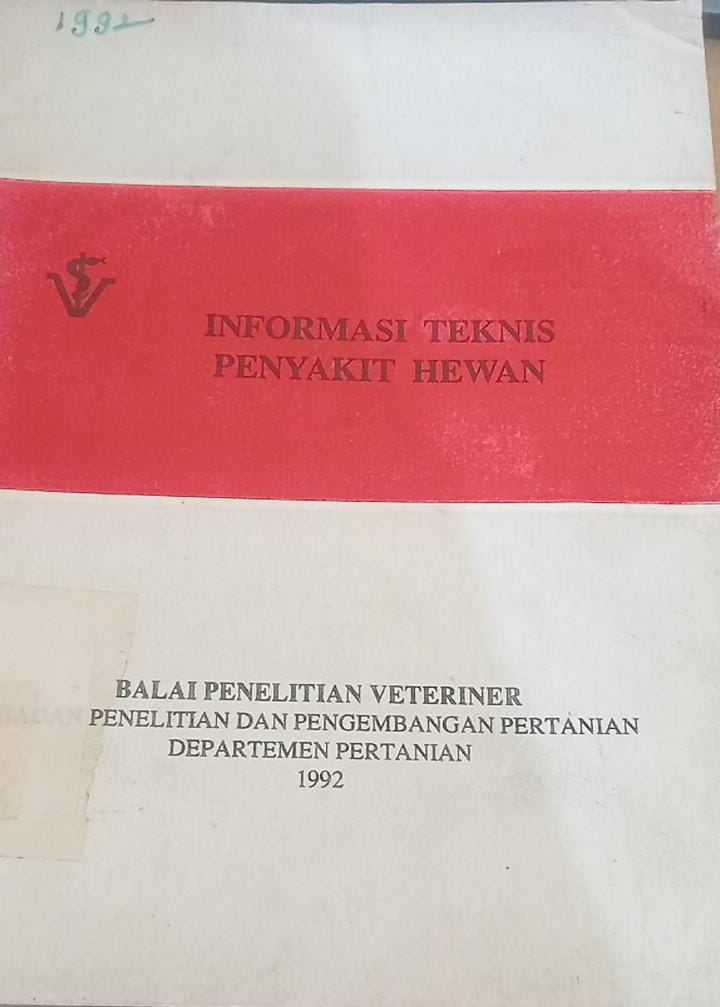 1992
INFORMASI TEKNIS
PENYAKIT HEWAN
BALAI PENELITIAN VETERINER
BADAN PENELITIAN DAN PENGEMBANGAN PERTANIAN
DEPARTEMEN PERTANIAN
1992